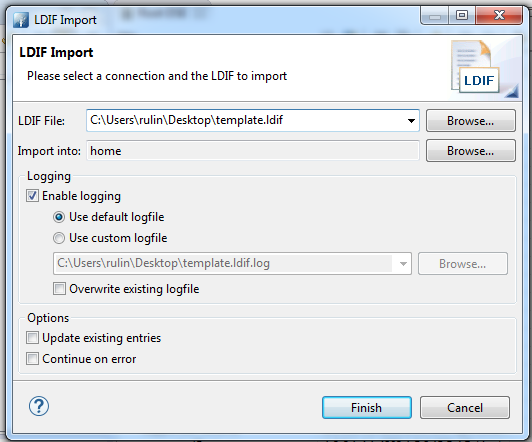 LDIF Import
LDIF Import
Please select a connection and the LDIF to import
LDIF
LDIF File: C:\Users\rulin\Desktop\template.ldif Browse...
Import into: home Browse...
Logging
Enable logging
Use default logfile
Use custom logfile
C:\Users\rulin\Desktop\template.ldif.log Browse...
Overwrite existing logfile
Options
Update existing entries
Continue on error
? Finish Cancel